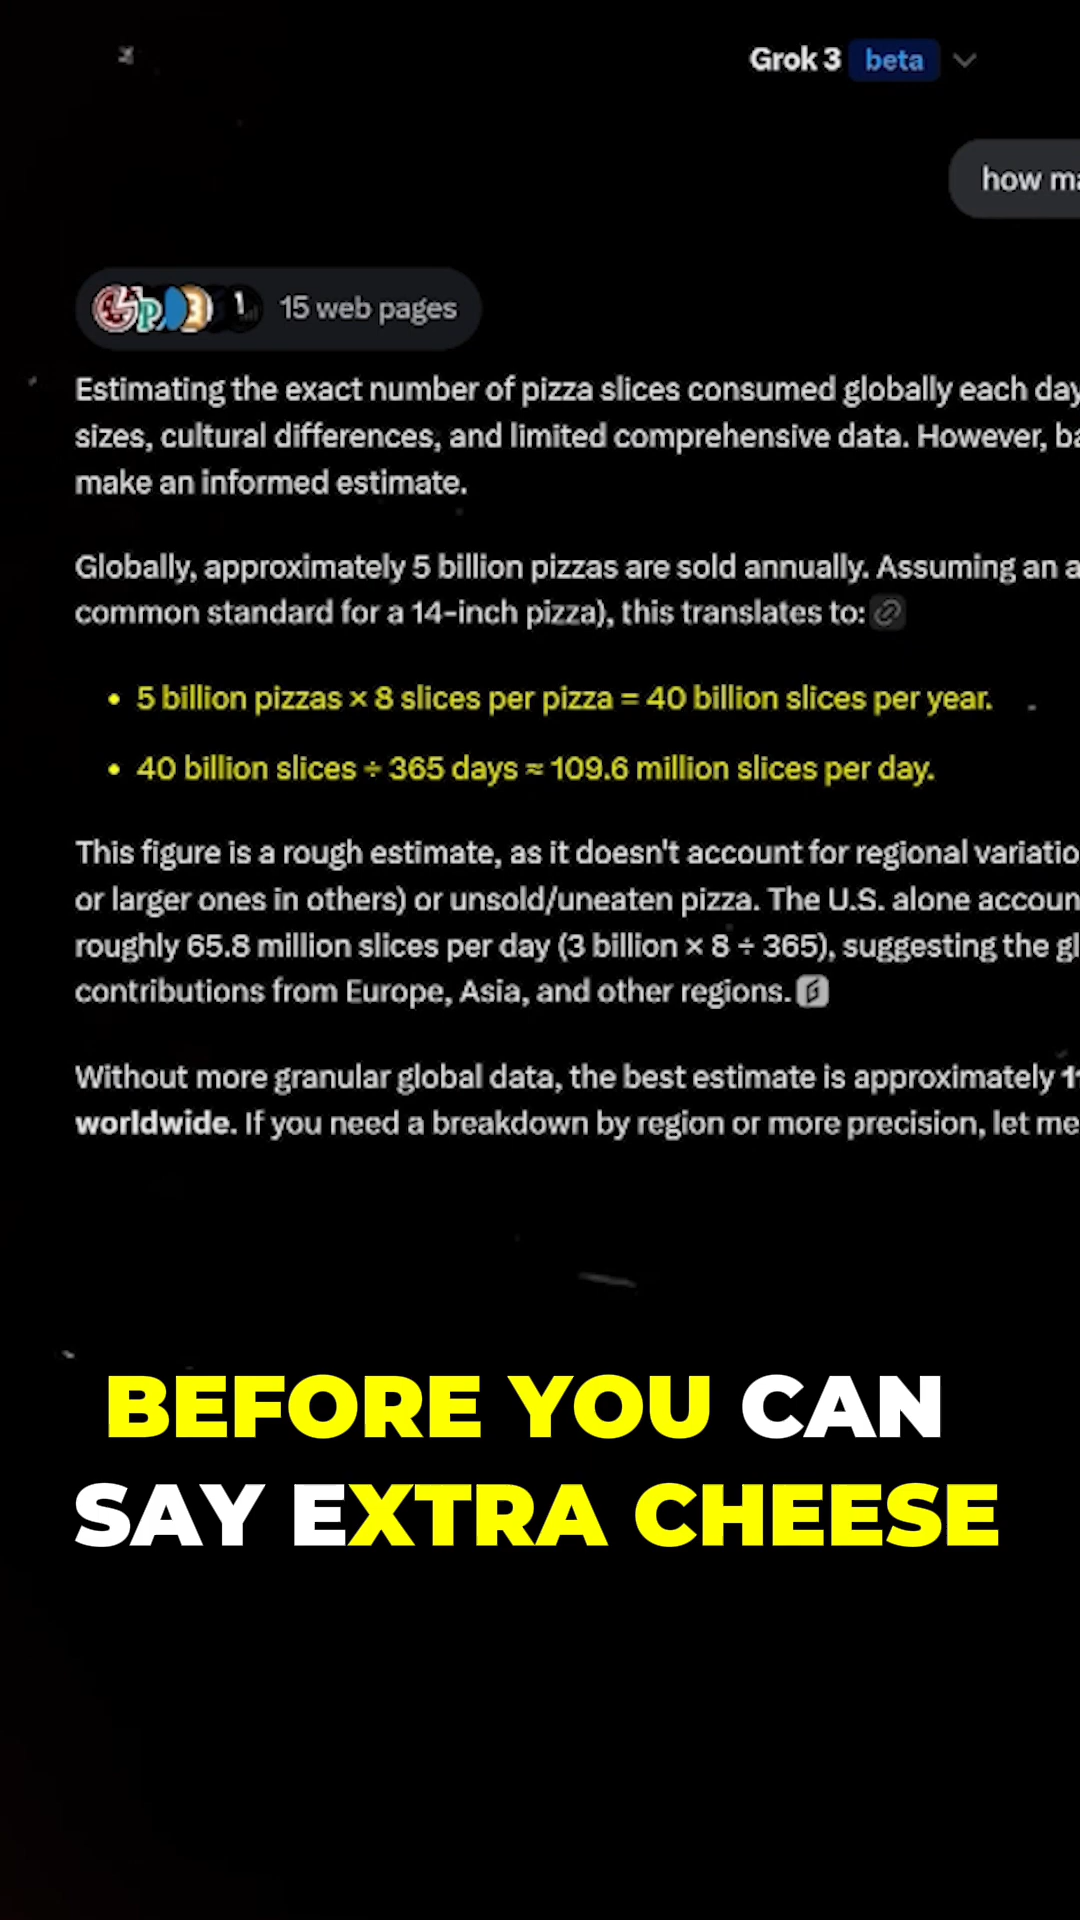 Grok 3 beta
how ma
15 web pages
Estimating the exact number of pizza slices consumed globally each day
sizes, cultural differences, and limited comprehensive data. However, ba
make an informed estimate.
Globally, approximately 5 billion pizzas are sold annually. Assuming an a
common standard for a 14-inch pizza), this translates to:
• 5 billion pizzas × 8 slices per pizza = 40 billion slices per year.
• 40 billion slices ÷ 365 days ≈ 109.6 million slices per day.
This figure is a rough estimate, as it doesn't account for regional variatio
or larger ones in others) or unsold/uneaten pizza. The U.S. alone accoun
roughly 65.8 million slices per day (3 billion × 8 ÷ 365), suggesting the gl
contributions from Europe, Asia, and other regions.
Without more granular global data, the best estimate is approximately 1
worldwide. If you need a breakdown by region or more precision, let me
BEFORE YOU CAN
SAY EXTRA CHEESE